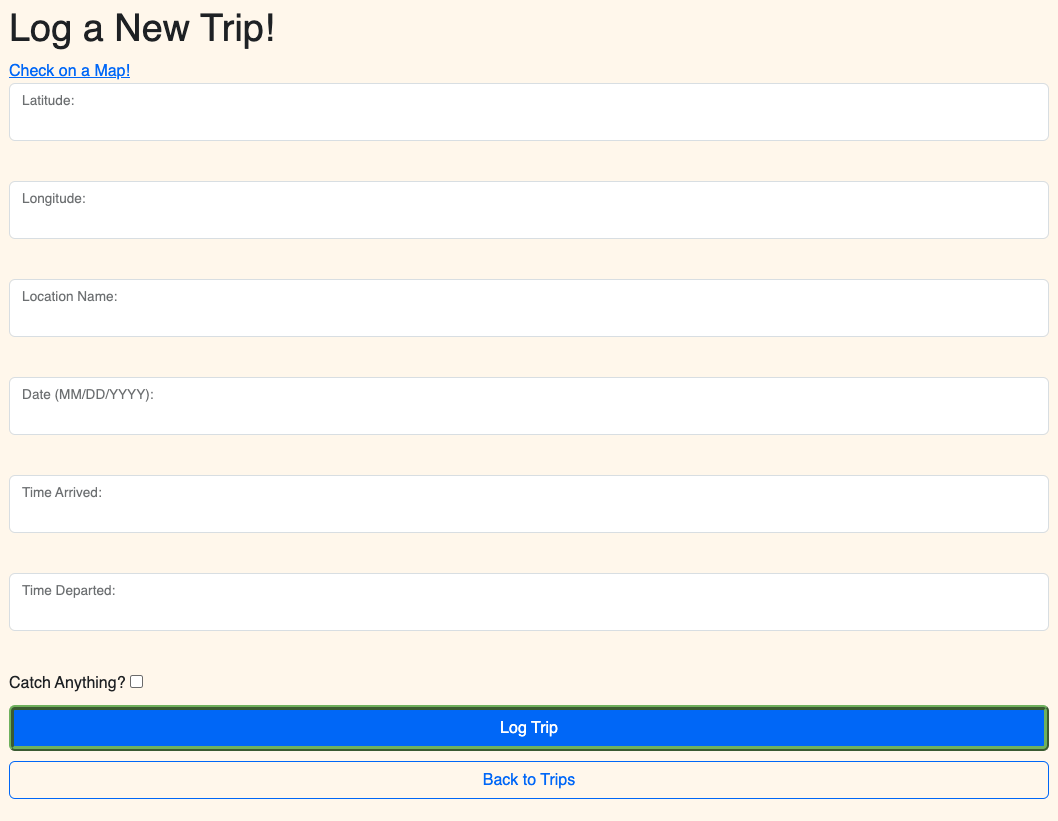 Log a New Trip!
Check on a Map!
Latitude:
Longitude:
Location Name:
Date (MM/DD/YYYY):
Time Arrived:
Time Departed:
Catch Anything?
Log Trip
Back to Trips